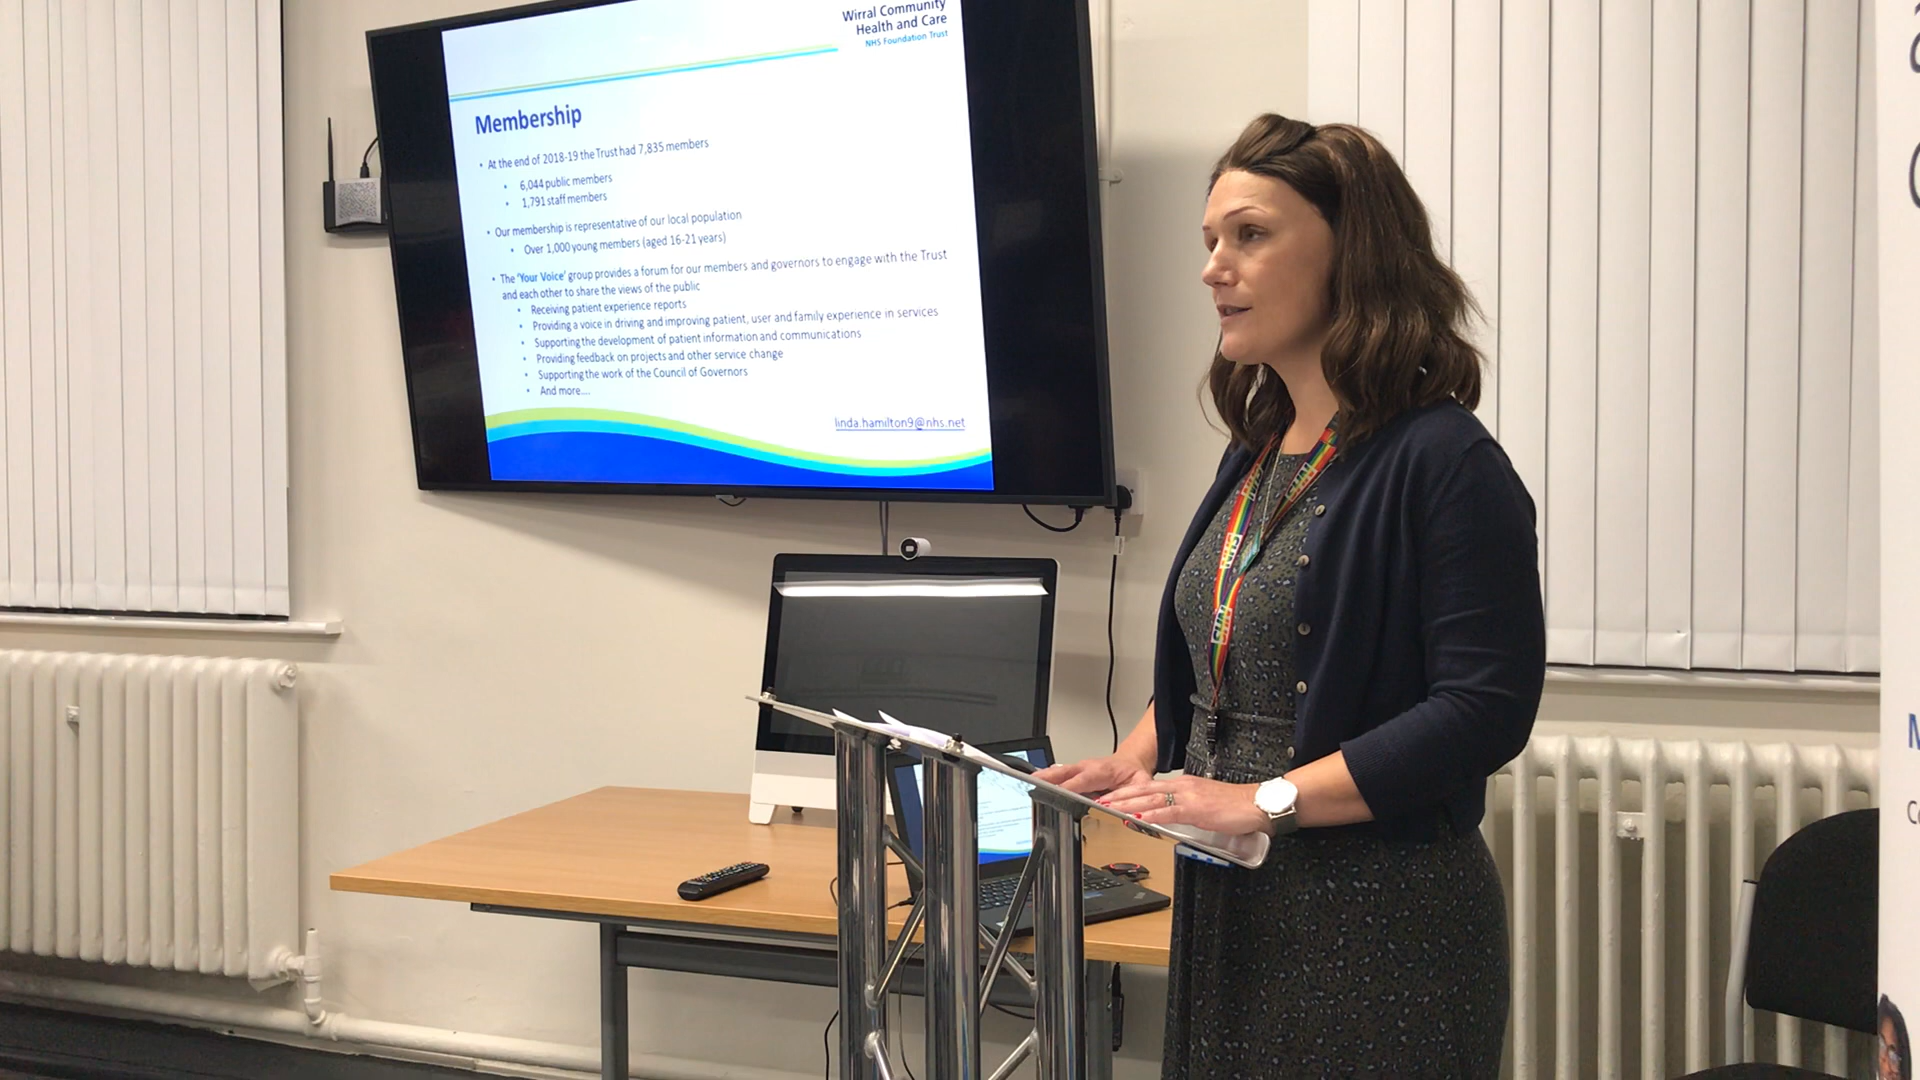 Wirral Community
Health and Care
NHS Foundation Trust
Membership
• At the end of 2018-19 the Trust had 7,835 members
• 6,044 public members
• 1,791 staff members
• Our membership is representative of our local population
• Over 1,000 young members (aged 16-21 years)
• The 'Your Voice' group provides a forum for our members and governors to engage with the Trust
and each other to share the views of the public
• Receiving patient experience reports
• Providing a voice in driving and improving patient, user and family experience in services
• Supporting the development of patient information and communications
• Providing feedback on projects and other service change
• Supporting the work of the Council of Governors
• And more....
linda.hamilton9@nhs.net
NHS